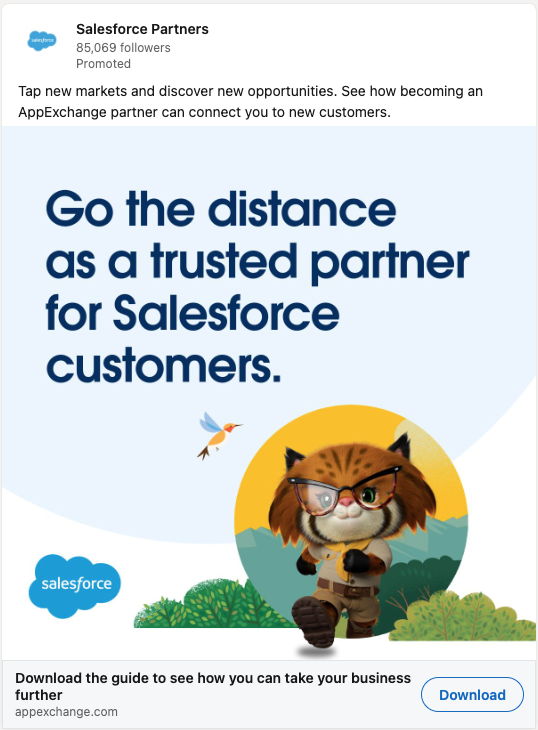 salesforce
Salesforce Partners
85,069 followers
Promoted
Tap new markets and discover new opportunities. See how becoming an
AppExchange partner can connect you to new customers.
Go the distance
as a trusted partner
for Salesforce
customers.
salesforce
Download the guide to see how you can take your business
further
appexchange.com
Download